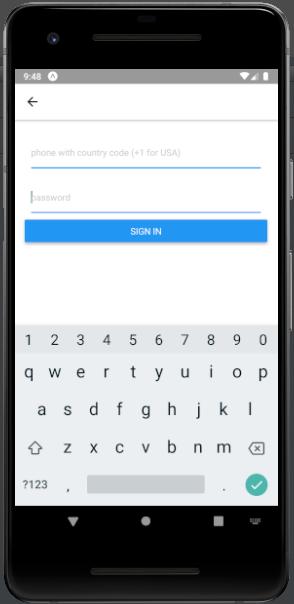 9:48
phone with country code (+1 for USA)
password
SIGN IN
1 2 3 4 5 6 7 8 9 0
q w e r t y u i o p
a s d f g h j k l
z x c v b n m
?123 , .